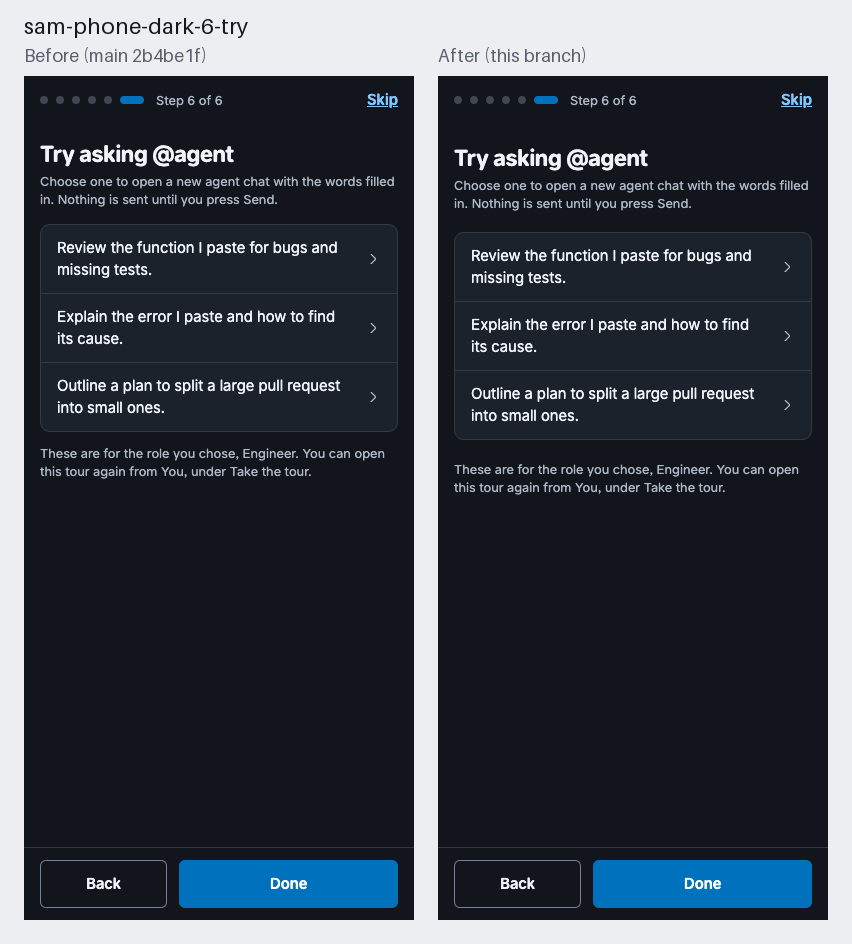 sam-phone-dark-6-try
Before (main 2b4be1f)
Step 6 of 6
Skip
Try asking @agent
Choose one to open a new agent chat with the words filled
in. Nothing is sent until you press Send.
Review the function I paste for bugs and
missing tests.
Explain the error I paste and how to find
its cause.
Outline a plan to split a large pull request
into small ones.
These are for the role you chose, Engineer. You can open
this tour again from You, under Take the tour.
Back
Done
After (this branch)
Step 6 of 6
Skip
Try asking @agent
Choose one to open a new agent chat with the words filled
in. Nothing is sent until you press Send.
Review the function I paste for bugs and
missing tests.
Explain the error I paste and how to find
its cause.
Outline a plan to split a large pull request
into small ones.
These are for the role you chose, Engineer. You can open
this tour again from You, under Take the tour.
Back
Done